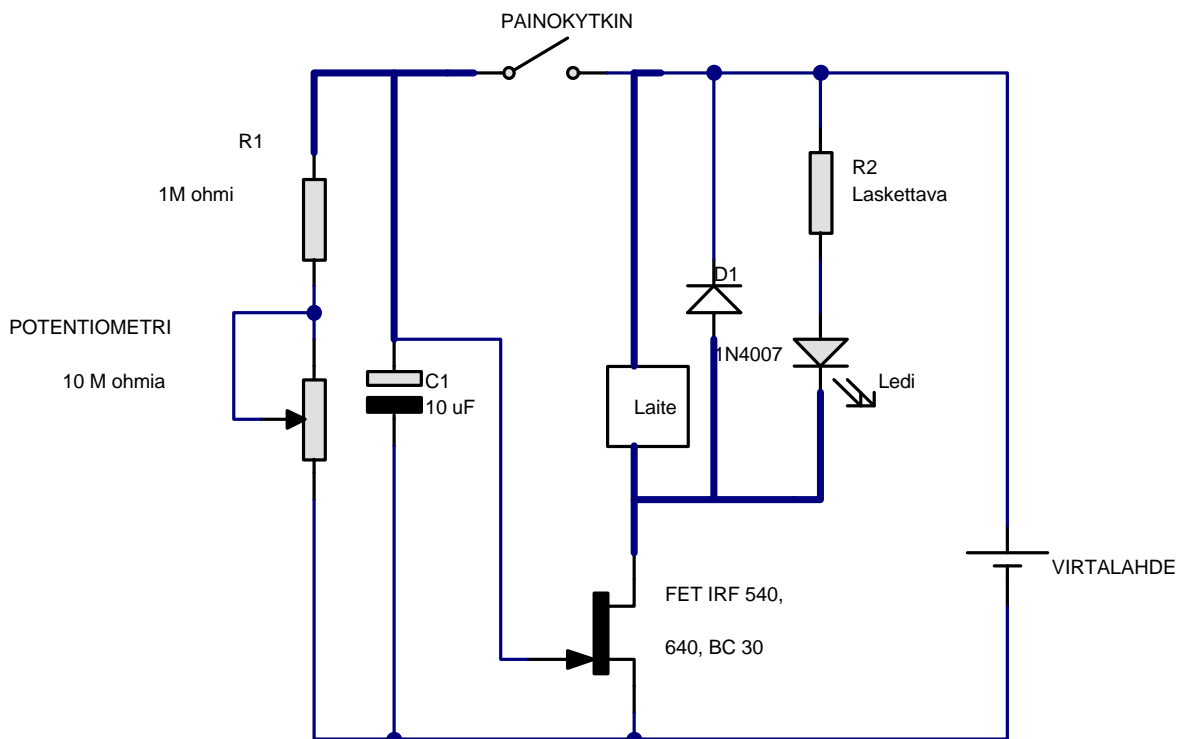 PAINOKYTKIN
R1
1M ohmi
R2
Laskettava
D1
1N4007
POTENTIOMETRI
10 M ohmia
C1
10 uF
Laite
Ledi
VIRTALAHDE
FET IRF 540,
640, BC 30